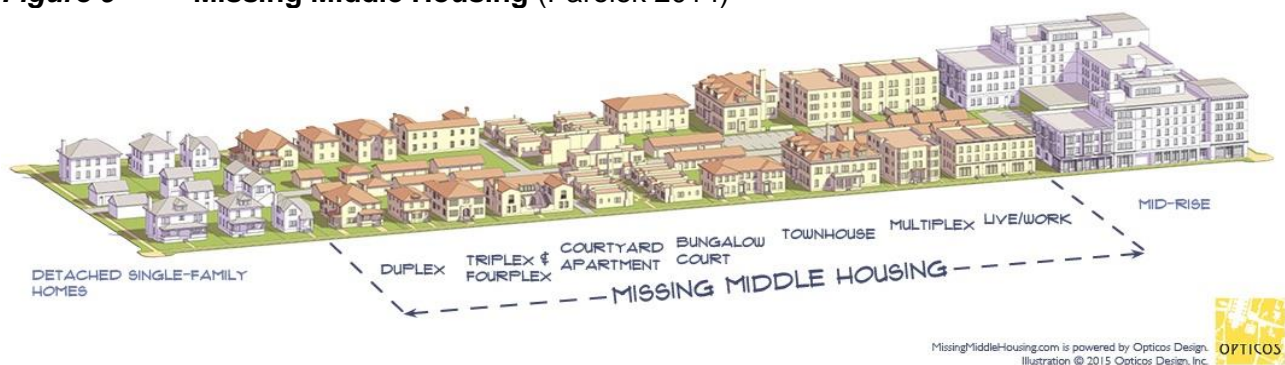 Figure Missing Middle Housing (Parolek 2014)
DETACHED SINGLE-FAMILY
HOMES
DUPLEX
TRIPLEX &
FOURPLEX
COURTYARD
APARTMENT
BUNGALOW
COURT
TOWNHOUSE
MULTIPLEX
LIVE/WORK
MID-RISE
MISSING MIDDLE HOUSING
MissingMiddleHousing.com is powered by Opticos Design.
Illustration © 2015 Opticos Design, Inc.
OPTICOS